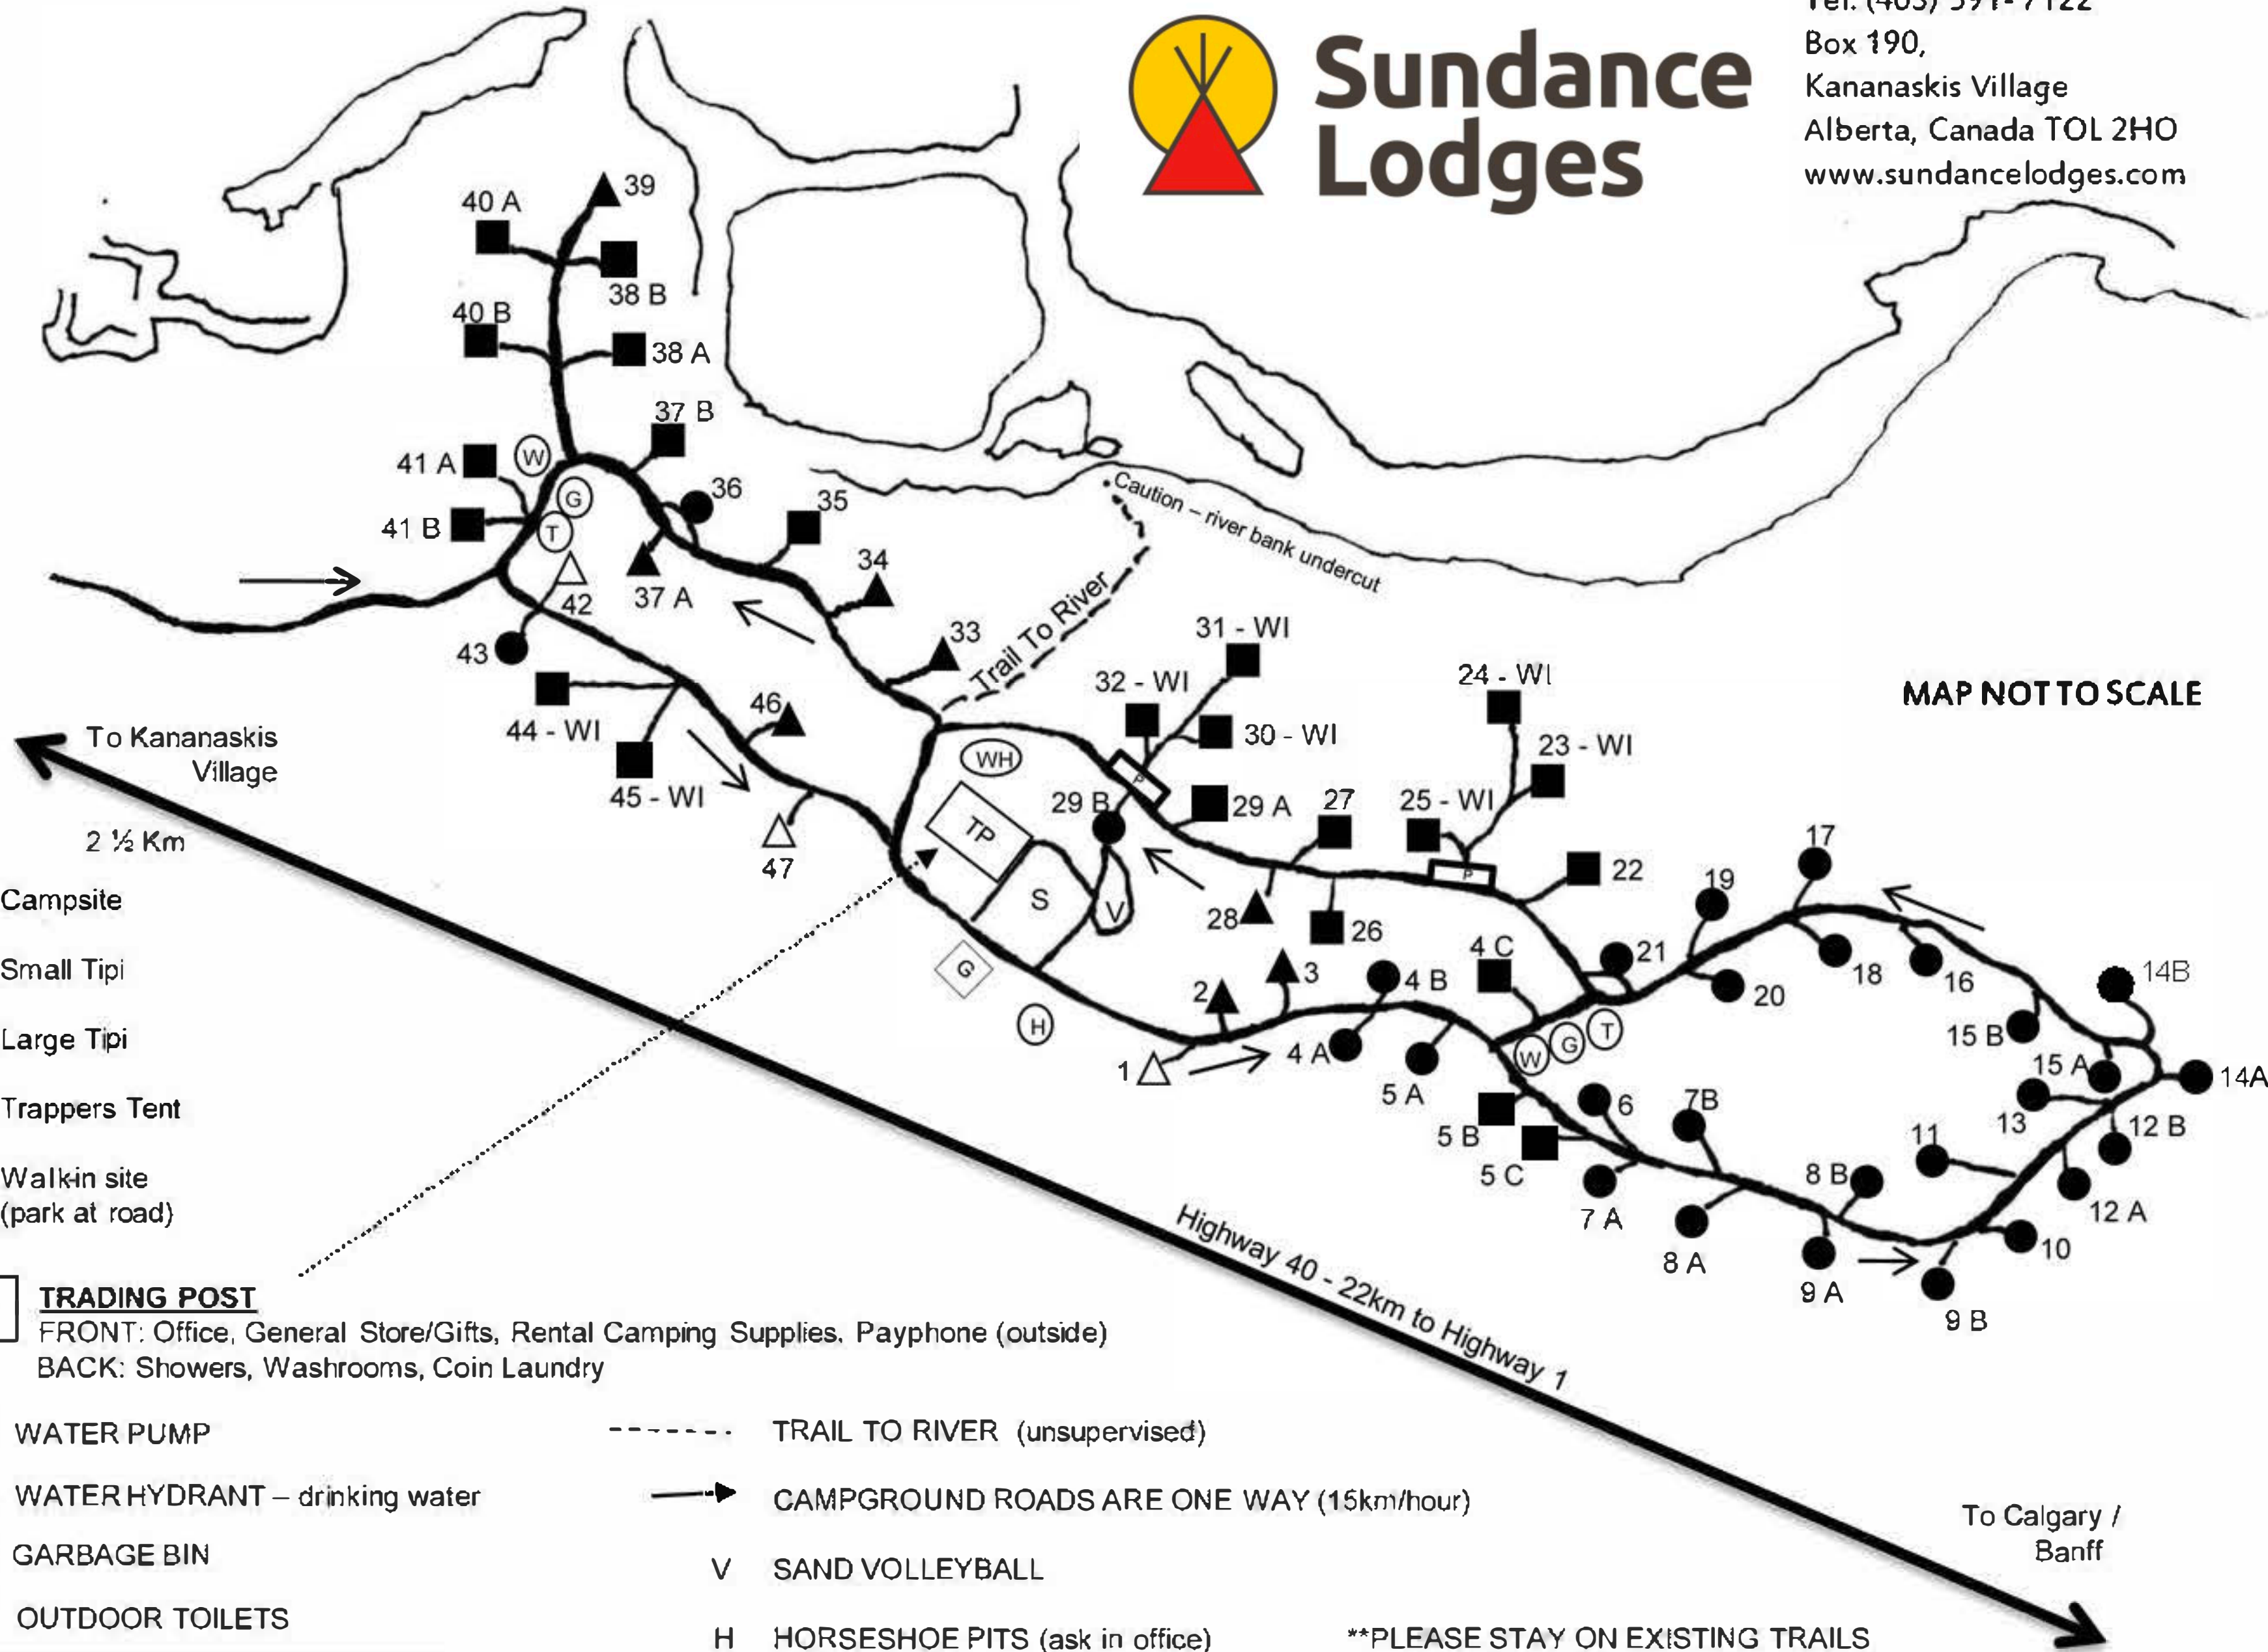 Sundance
Lodges
Tel: (403) 591-7122
Box 190,
Kananaskis Village
Alberta, Canada TOL 2HO
www.sundancelodges.com
39
40 A
38 B
40 B
38 A
37 B
41 A
W
G
36
35
41 B
T
Caution – river bank undercut
34
42
37 A
Trail To River
33
43
31 - WI
32 - WI
24 - WI
MAP NOT TO SCALE
46
44 - WI
30 - WI
23 - WI
To Kananaskis
Village
WH
P
45 - WI
29 B
29 A
27
25 - WI
2 ½ Km
47
TP
17
P
22
19
Campsite
S
V
28
26
4 C
21
Small Tipi
G
2
3
4 B
20
18
16
14B
H
15 B
Large Tipi
1
4 A
W
G
T
15 A
14A
5 A
6
7B
13
12 B
Trappers Tent
5 B
11
5 C
8 B
Walk-in site
(park at road)
7 A
12 A
8 A
10
9 A
9 B
Highway 40 - 22km to Highway 1
TRADING POST
FRONT: Office, General Store/Gifts, Rental Camping Supplies. Payphone (outside)
BACK: Showers, Washrooms, Coin Laundry
WATER PUMP
TRAIL TO RIVER (unsupervised)
WATER HYDRANT – drinking water
CAMPGROUND ROADS ARE ONE WAY (15km/hour)
To Calgary /
Banff
GARBAGE BIN
V SAND VOLLEYBALL
OUTDOOR TOILETS
H HORSESHOE PITS (ask in office)
**PLEASE STAY ON EXISTING TRAILS